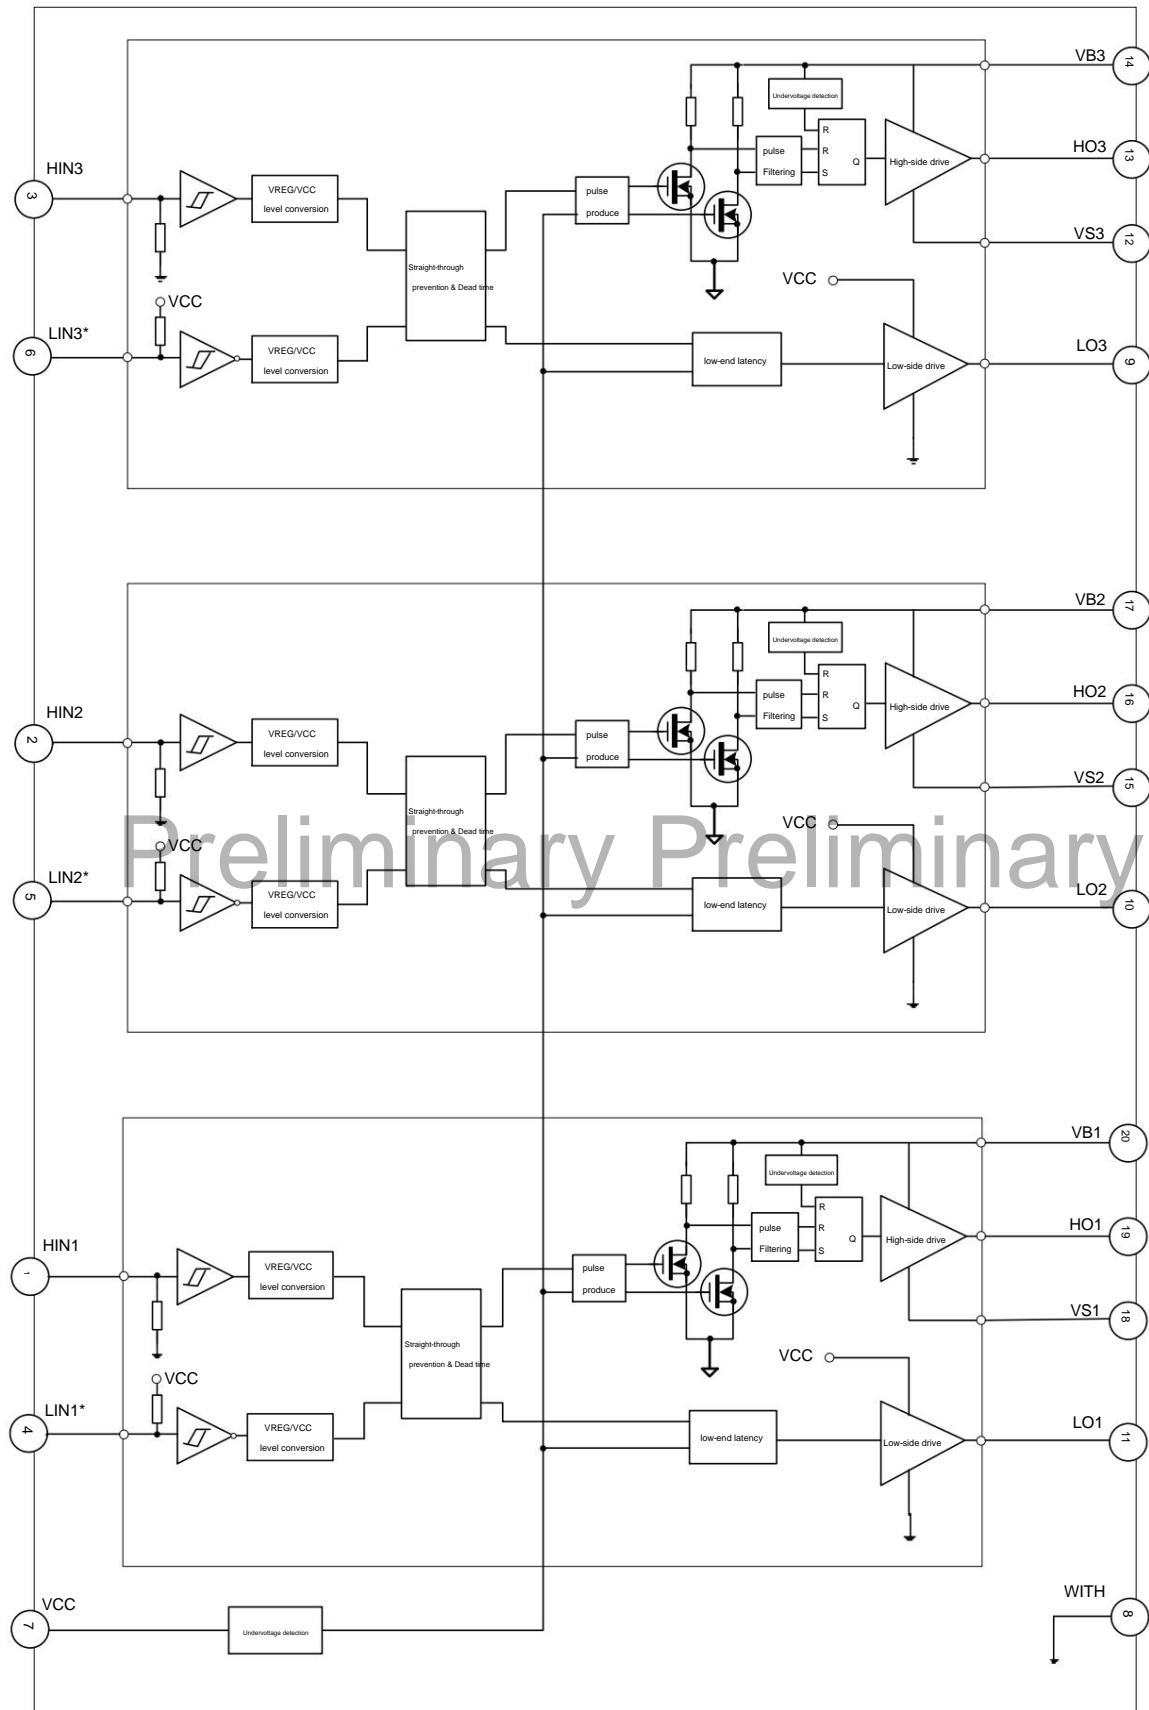 VB3
14
Undervoltage detection
R
HIN3
3
VREG/VCC
level conversion
pulse
produce
pulse
Filtering
R
S
Q
High-side drive
HO3
13
Straight-through
prevention & Dead time
VS3
12
VCC
VCC
LIN3*
6
VREG/VCC
level conversion
low-end latency
Low-side drive
LO3
9
VB2
17
Undervoltage detection
R
HIN2
2
VREG/VCC
level conversion
pulse
produce
pulse
Filtering
R
S
Q
High-side drive
HO2
16
Straight-through
prevention & Dead time
VS2
15
VCC
VCC
Preliminary Preliminary
LIN2*
5
VREG/VCC
level conversion
low-end latency
Low-side drive
LO2
10
VB1
20
Undervoltage detection
R
HIN1
1
VREG/VCC
level conversion
pulse
produce
pulse
Filtering
R
S
Q
High-side drive
HO1
19
Straight-through
prevention & Dead time
VS1
18
VCC
VCC
LIN1*
4
VREG/VCC
level conversion
low-end latency
Low-side drive
LO1
11
VCC
7
Undervoltage detection
WITH
8